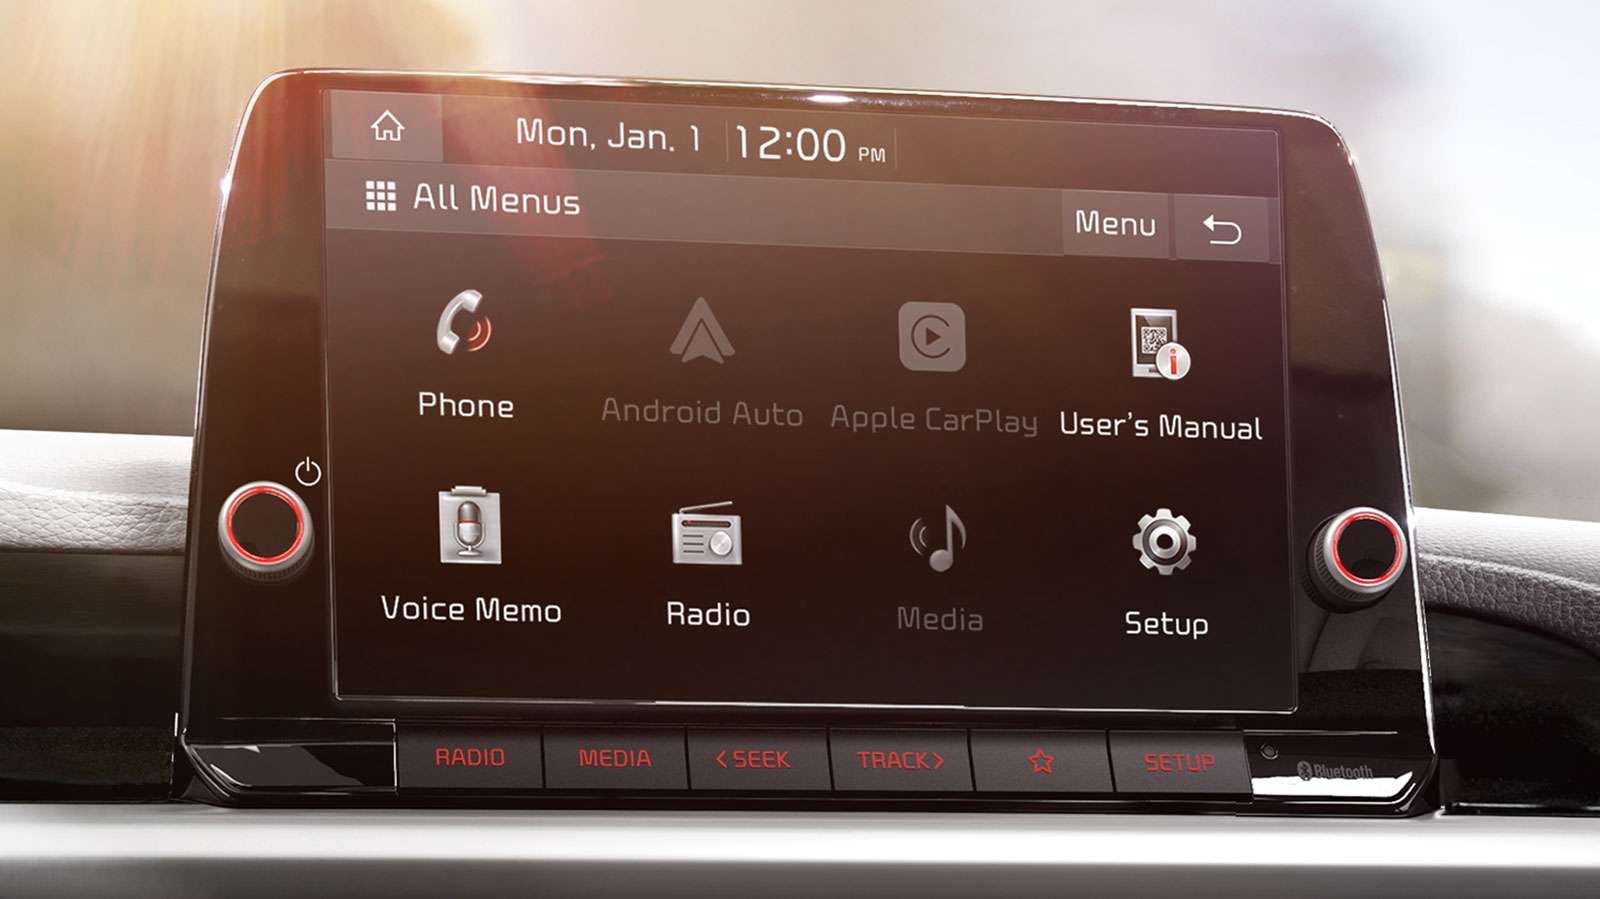 Mon, Jan. 1 12:00 PM
All Menus
Menu
Phone
Android Auto
Apple CarPlay
User's Manual
Voice Memo
Radio
Media
Setup
RADIO
MEDIA
<SEEK
TRACK>
SETUP
Bluetooth